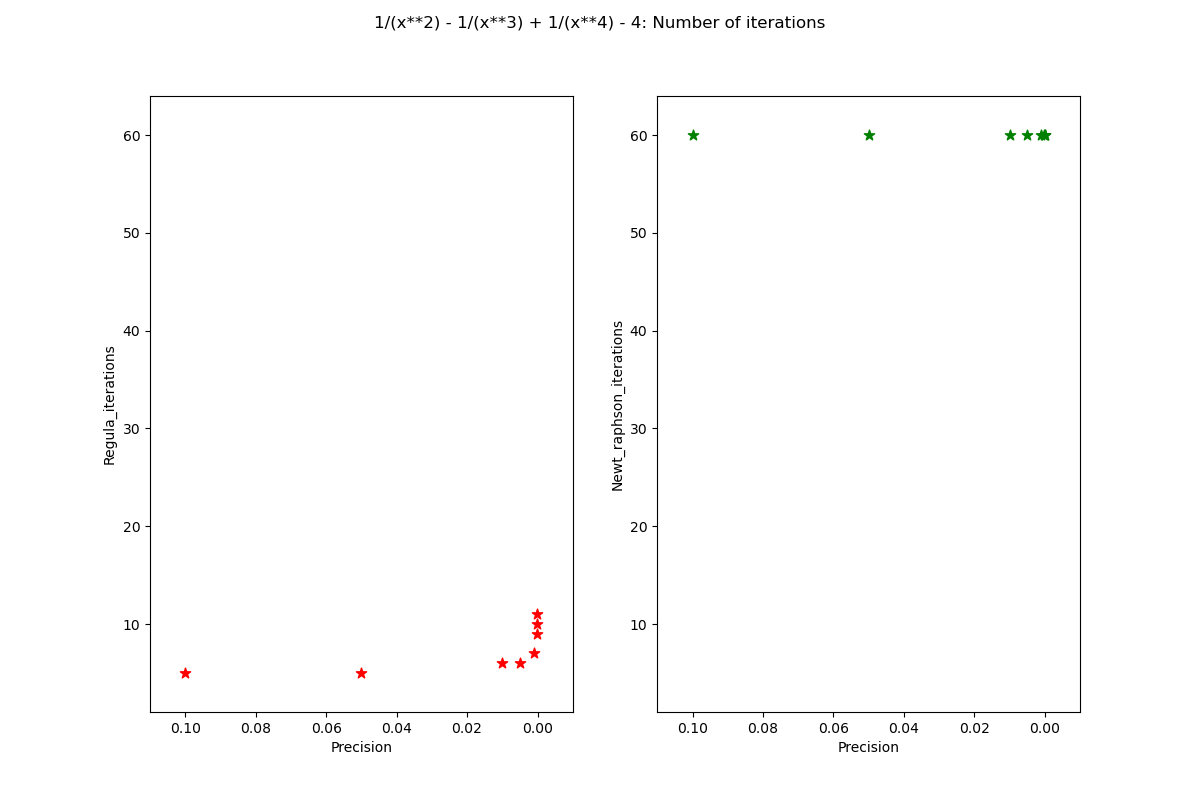 1/(x**2) - 1/(x**3) + 1/(x**4) - 4: Number of iterations
60
50
40
30
20
10
Regula_iterations
0.10 0.08 0.06 0.04 0.02 0.00
Precision
60
50
40
30
20
10
Newt_raphson_iterations
0.10 0.08 0.06 0.04 0.02 0.00
Precision